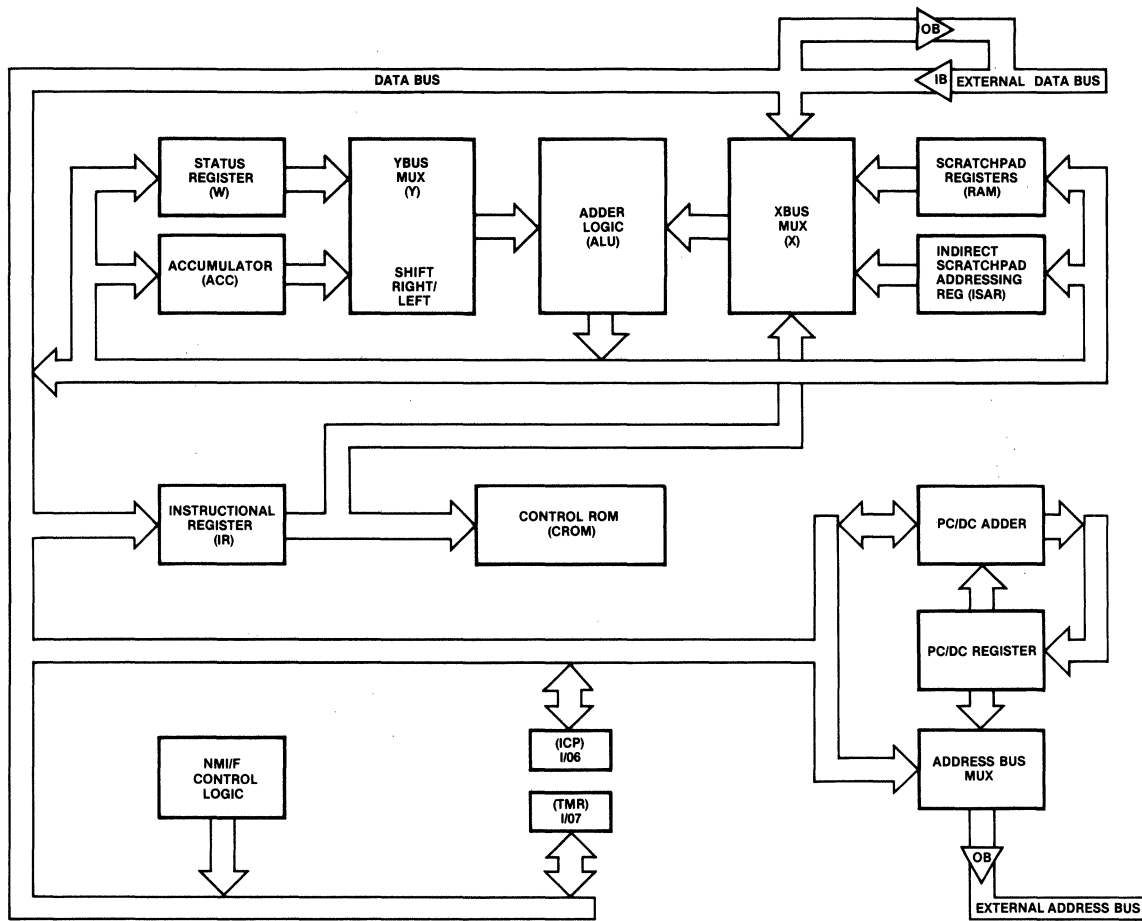 OB
DATA BUS
IB
EXTERNAL DATA BUS
STATUS
REGISTER
(W)
YBUS
MUX
(Y)
SHIFT
RIGHT/
LEFT
ADDER
LOGIC
(ALU)
XBUS
MUX
(X)
SCRATCHPAD
REGISTERS
(RAM)
ACCUMULATOR
(ACC)
INDIRECT
SCRATCHPAD
ADDRESSING
REG (ISAR)
INSTRUCTIONAL
REGISTER
(IR)
CONTROL ROM
(CROM)
PC/DC ADDER
PC/DC REGISTER
(ICP)
I/06
NMI/F
CONTROL
LOGIC
ADDRESS BUS
MUX
(TMR)
I/07
OB
EXTERNAL ADDRESS BUS